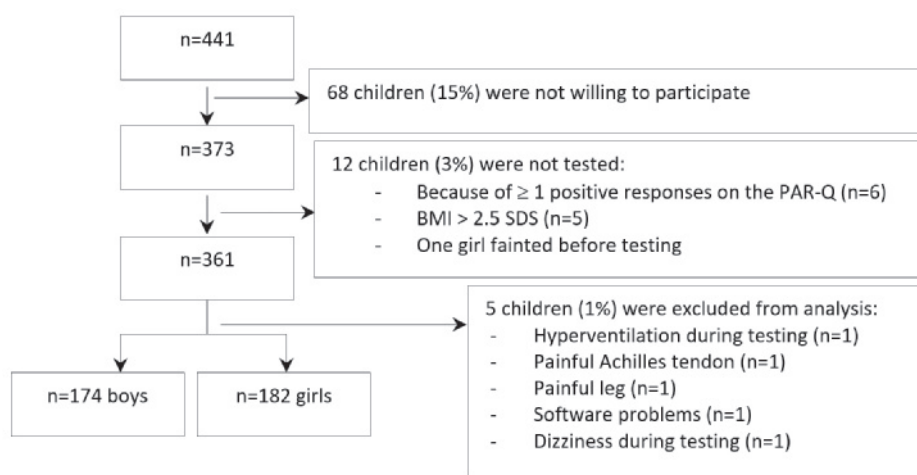 n=441
68 children (15%) were not willing to participate
n=373
12 children (3%) were not tested:
- Because of ≥ 1 positive responses on the PAR-Q (n=6)
- BMI > 2.5 SDS (n=5)
- One girl fainted before testing
n=361
5 children (1%) were excluded from analysis:
- Hyperventilation during testing (n=1)
- Painful Achilles tendon (n=1)
- Painful leg (n=1)
- Software problems (n=1)
- Dizziness during testing (n=1)
n=174 boys
n=182 girls